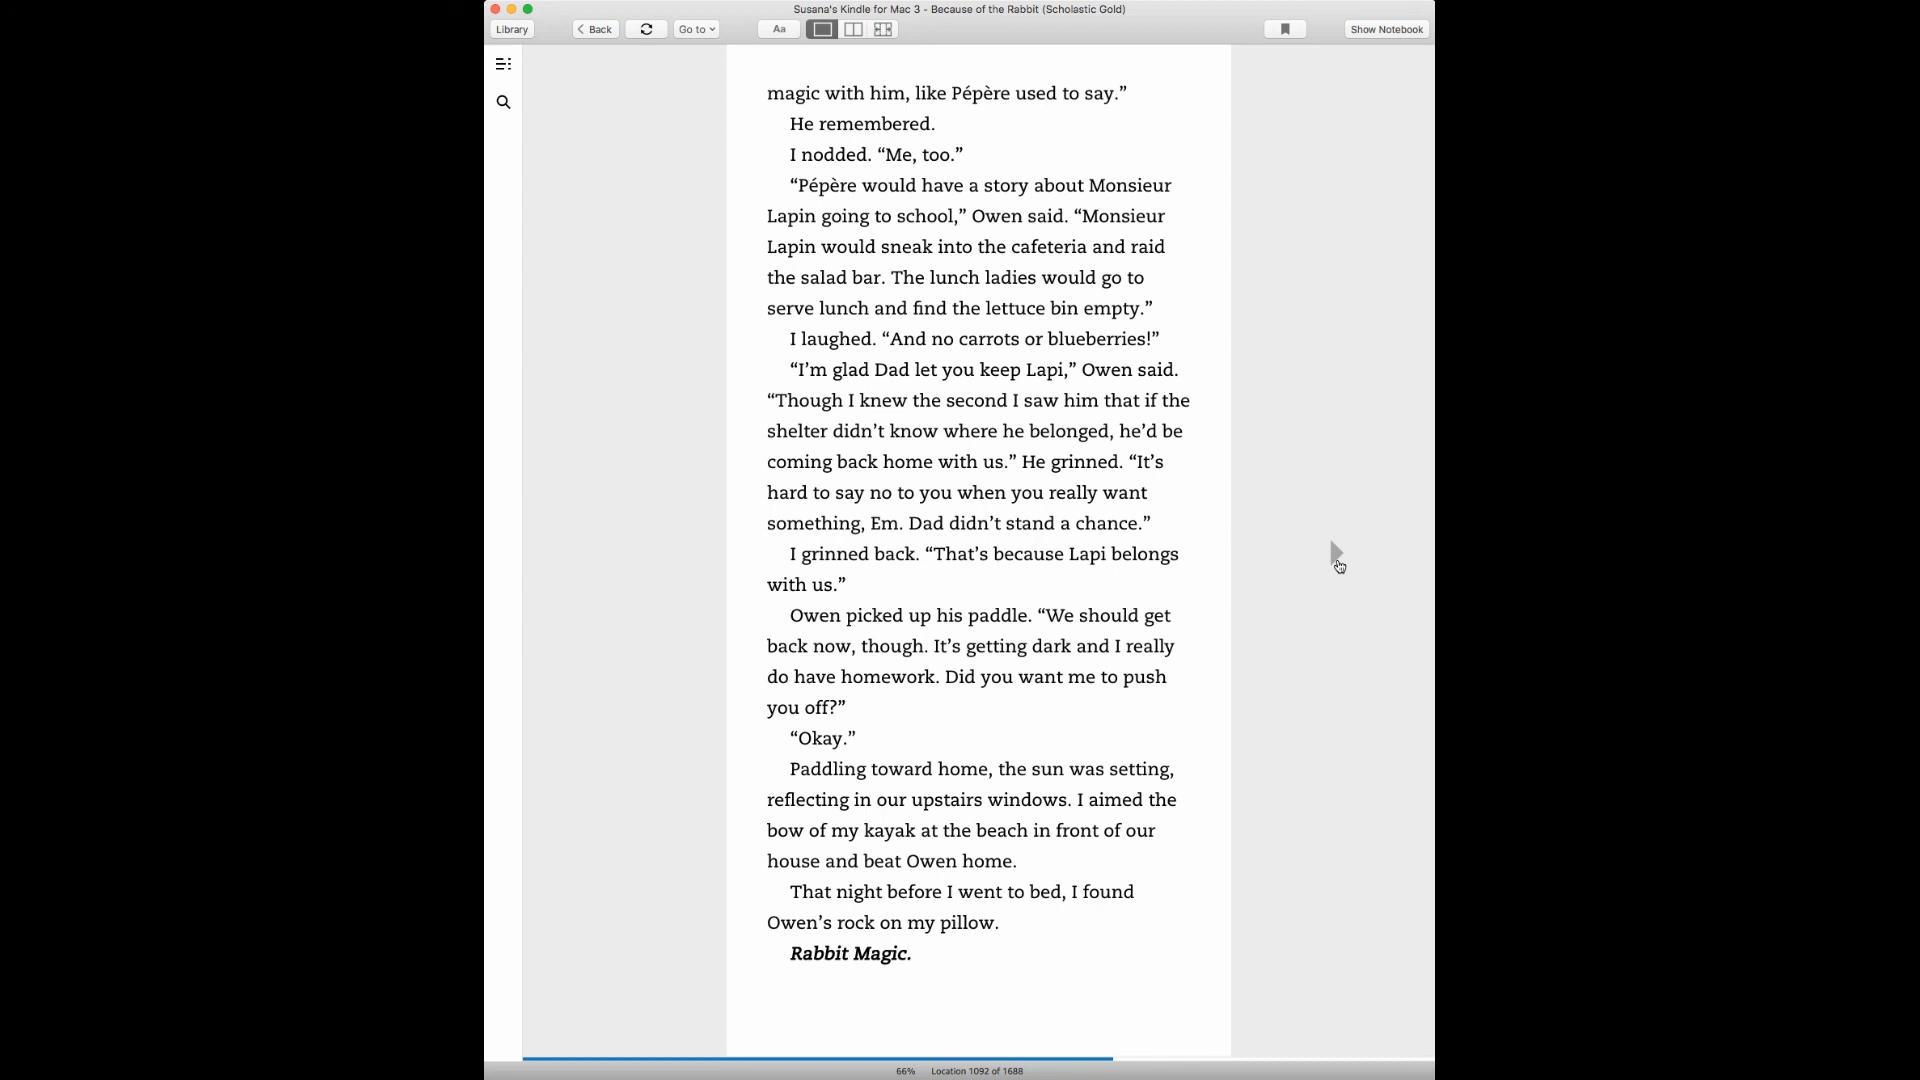 Susana's Kindle for Mac 3 - Because of the Rabbit (Scholastic Gold)
Library
Back
Go to
Aa
Show Notebook
magic with him, like Pépère used to say.”
He remembered.
I nodded. “Me, too.”
“Pépère would have a story about Monsieur
Lapin going to school,” Owen said. “Monsieur
Lapin would sneak into the cafeteria and raid
the salad bar. The lunch ladies would go to
serve lunch and find the lettuce bin empty.”
I laughed. “And no carrots or blueberries!”
“I’m glad Dad let you keep Lapi,” Owen said.
“Though I knew the second I saw him that if the
shelter didn’t know where he belonged, he’d be
coming back home with us.” He grinned. “It’s
hard to say no to you when you really want
something, Em. Dad didn’t stand a chance.”
I grinned back. “That’s because Lapi belongs
with us.”
Owen picked up his paddle. “We should get
back now, though. It’s getting dark and I really
do have homework. Did you want me to push
you off?”
“Okay.”
Paddling toward home, the sun was setting,
reflecting in our upstairs windows. I aimed the
bow of my kayak at the beach in front of our
house and beat Owen home.
That night before I went to bed, I found
Owen’s rock on my pillow.
Rabbit Magic.
66% Location 1092 of 1688